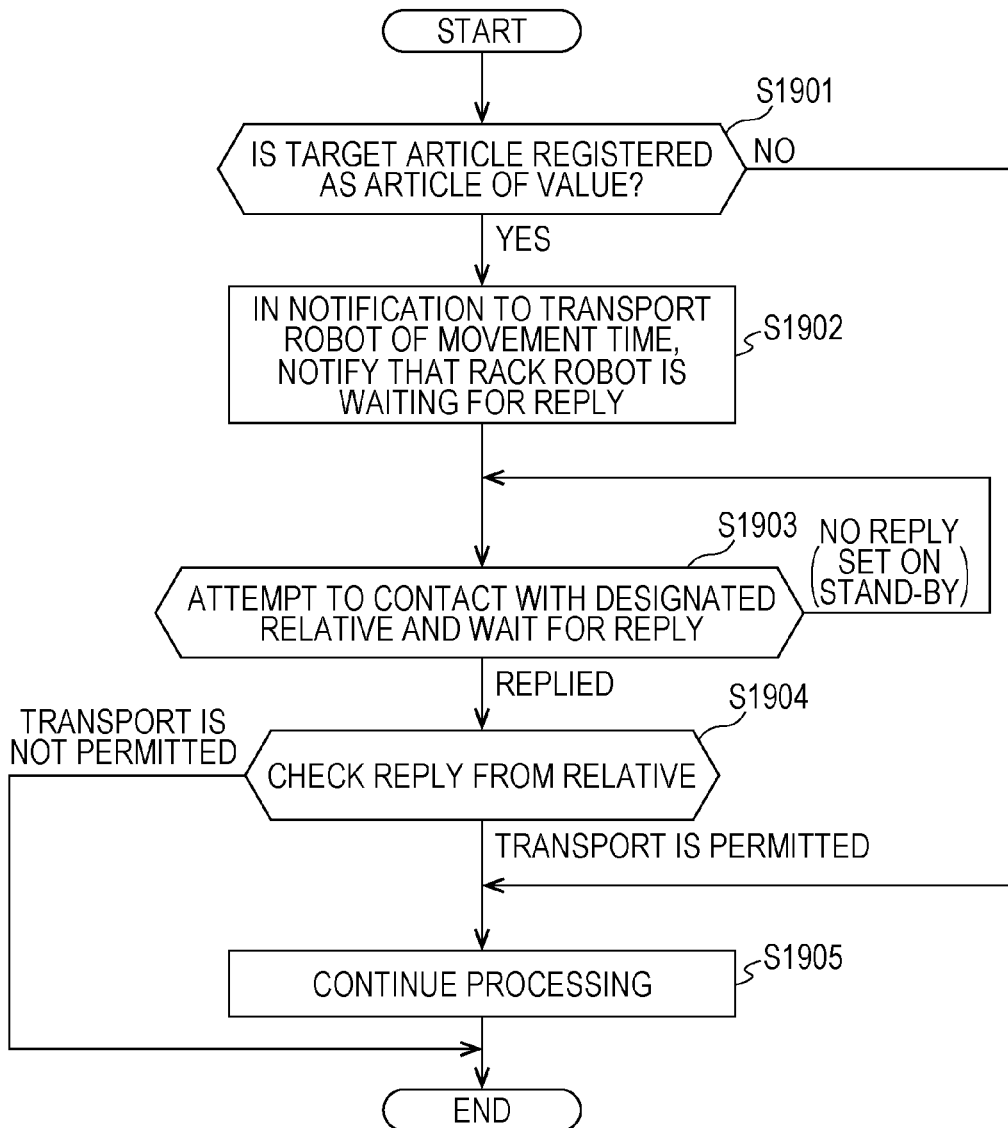 START
S1901
IS TARGET ARTICLE REGISTERED
AS ARTICLE OF VALUE?
NO
YES
IN NOTIFICATION TO TRANSPORT
ROBOT OF MOVEMENT TIME,
NOTIFY THAT RACK ROBOT IS
WAITING FOR REPLY
S1902
S1903
NO REPLY
(SET ON
STAND-BY)
ATTEMPT TO CONTACT WITH DESIGNATED
RELATIVE AND WAIT FOR REPLY
REPLIED
S1904
TRANSPORT IS
NOT PERMITTED
CHECK REPLY FROM RELATIVE
TRANSPORT IS PERMITTED
S1905
CONTINUE PROCESSING
END